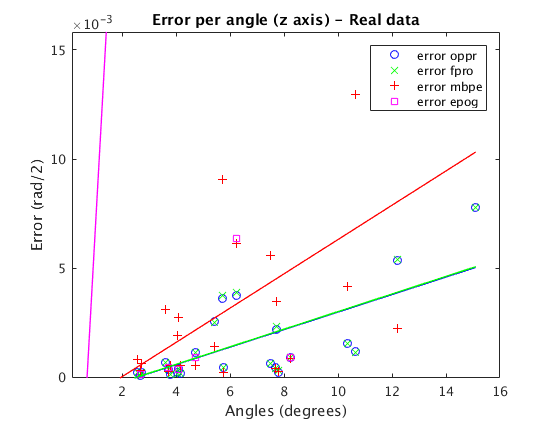 Error per angle (z axis) - Real data
×10⁻³
error oppr
error fpro
error mbpe
error epog
15
10
5
0
Error (rad/2)
2 4 6 8 10 12 14 16
Angles (degrees)